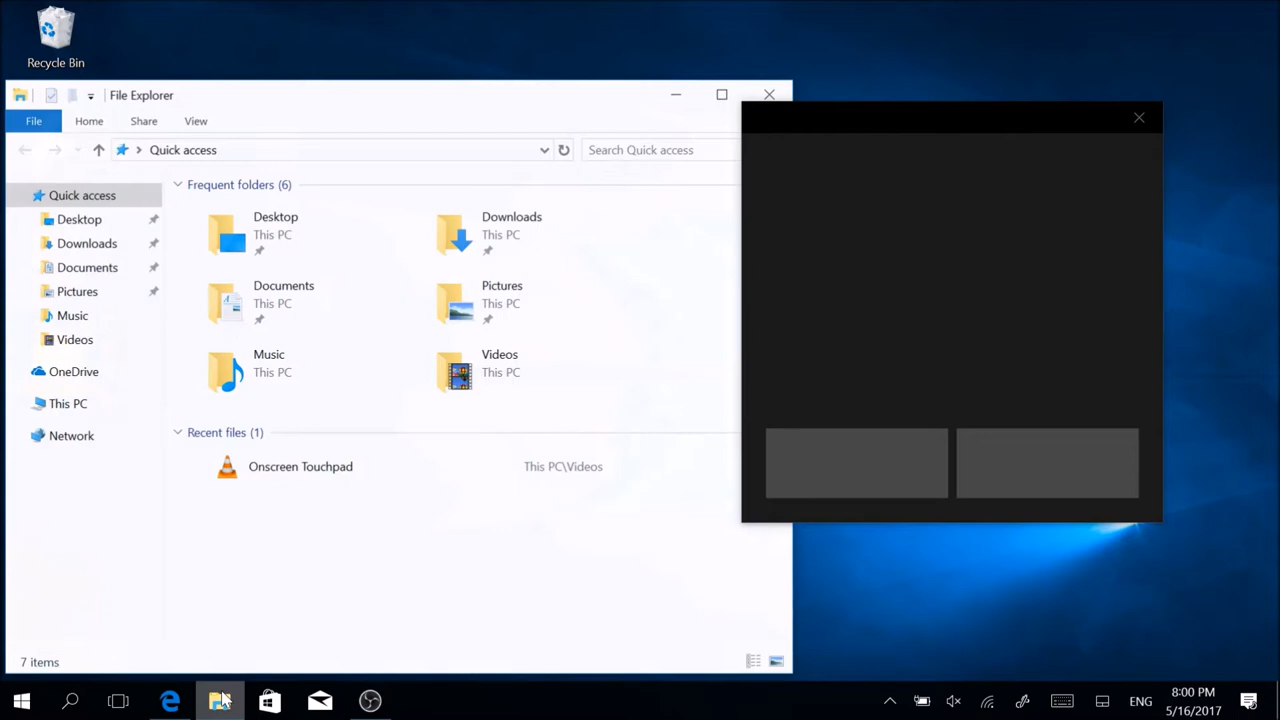 Recycle Bin
File Explorer
File Home Share View
Quick access
Search Quick access
Quick access
Desktop
Downloads
Documents
Pictures
Music
Videos
OneDrive
This PC
Network
Frequent folders (6)
Desktop
This PC
Downloads
This PC
Documents
This PC
Pictures
This PC
Music
This PC
Videos
This PC
Recent files (1)
Onscreen Touchpad This PC\Videos
7 items
ENG
8:00 PM
5/16/2017